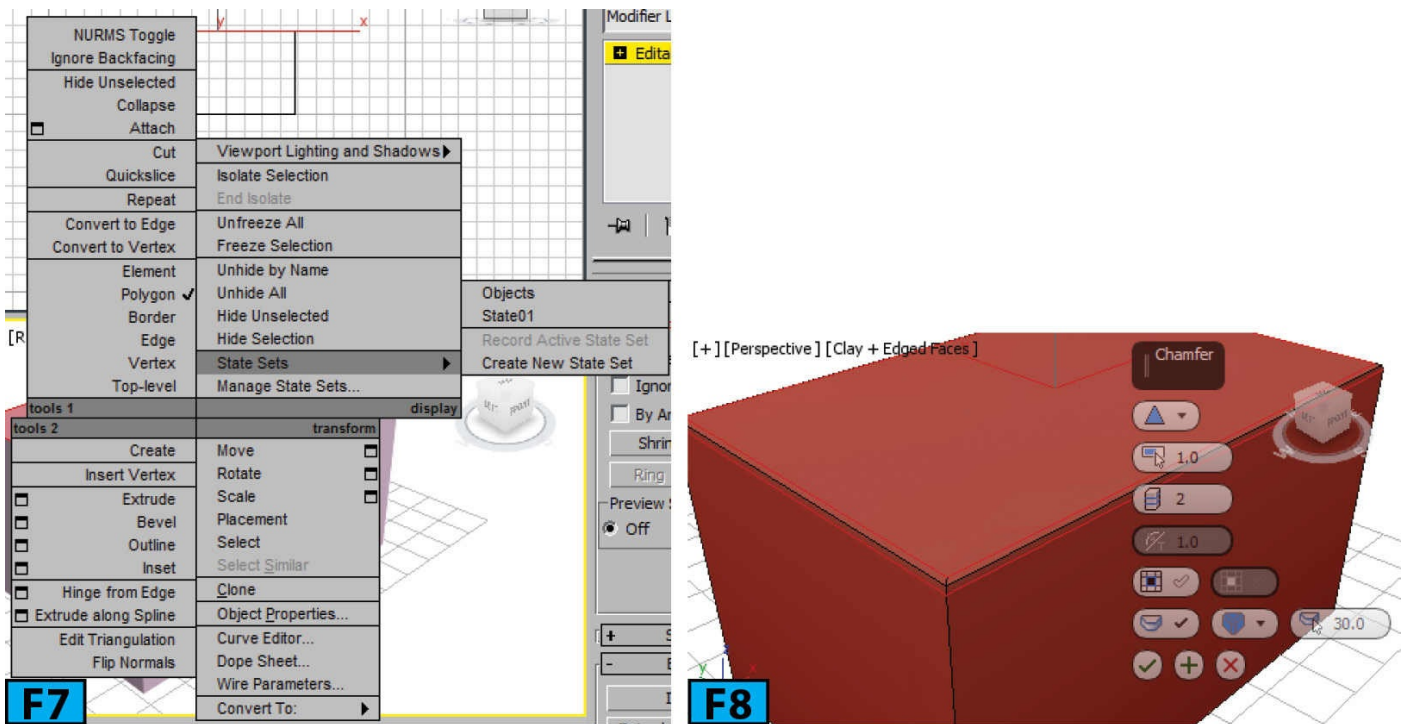 y
x
Modifier L
Edita
NURMS Toggle
Ignore Backfacing
Hide Unselected
Collapse
Attach
Cut
Quickslice
Repeat
Convert to Edge
Convert to Vertex
Element
Polygon
Border
Edge
Vertex
Top-level
tools 1
Viewport Lighting and Shadows
Isolate Selection
End Isolate
Unfreeze All
Freeze Selection
Unhide by Name
Unhide All
Hide Unselected
Hide Selection
State Sets
Manage State Sets...
display
Objects
State01
Record Active State Set
Create New State Set
[R
Ignor
By A
Shrin
Ring
Preview S
Off
tools 2
Create
Insert Vertex
Extrude
Bevel
Outline
Inset
Hinge from Edge
Extrude along Spline
Edit Triangulation
Flip Normals
transform
Move
Rotate
Scale
Placement
Select
Select Similar
Clone
Object Properties...
Curve Editor...
Dope Sheet...
Wire Parameters...
Convert To:
F7
[+] [Perspective] [Clay + Edged Faces]
Chamfer
1.0
2
1.0
30.0
F8